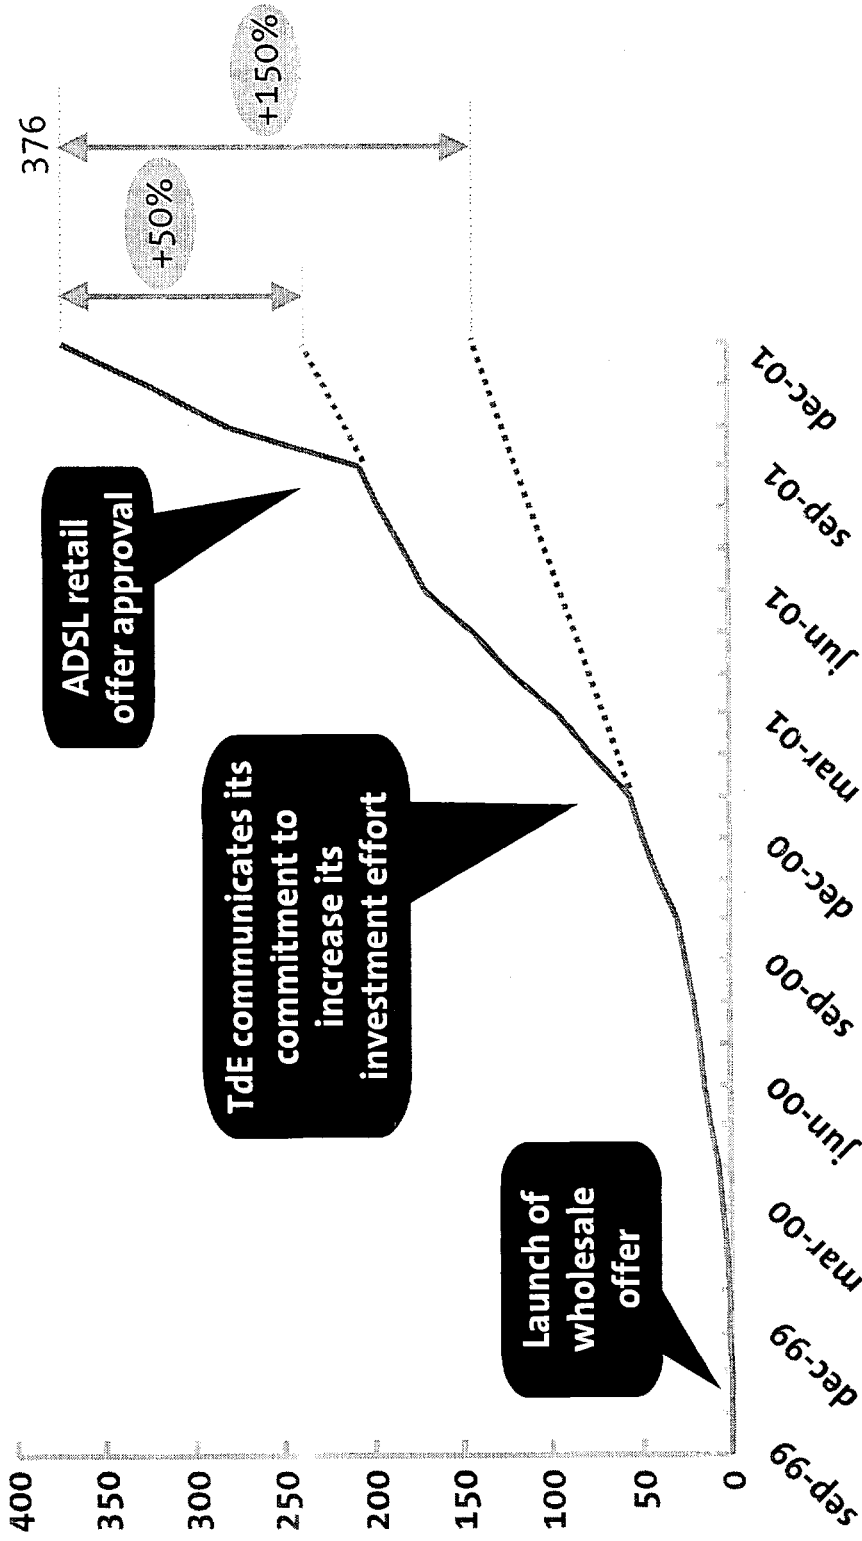 376
+50%
+150%
ADSL retail
offer approval
TdE communicates its
commitment to
increase its
investment effort
Launch of
wholesale
offer
400
350
300
250
200
150
100
50
0
sep-99
dec-99
mar-00
jun-00
sep-00
dec-00
mar-01
jun-01
sep-01
dec-01